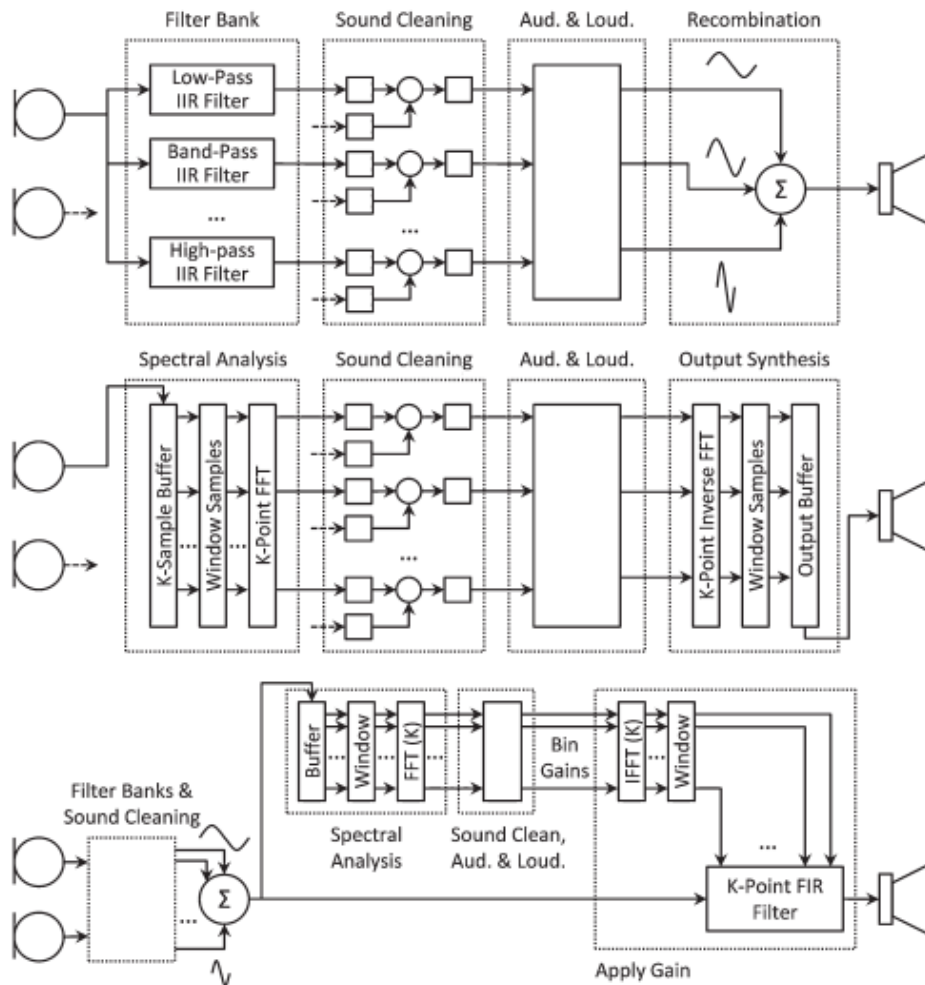 Filter Bank
Sound Cleaning
Aud. & Loud.
Recombination
Low-Pass
IIR Filter
Band-Pass
IIR Filter
...
High-pass
IIR Filter
...
Σ
Spectral Analysis
Sound Cleaning
Aud. & Loud.
Output Synthesis
K-Sample Buffer
...
Window Samples
...
K-Point FFT
...
K-Point Inverse FFT
Window Samples
Output Buffer
Buffer
...
Window
...
FFT (K)
...
Bin
Gains
IFFT (K)
...
Window
Spectral
Analysis
Sound Clean,
Aud. & Loud.
Filter Banks &
Sound Cleaning
...
Σ
...
K-Point FIR
Filter
Apply Gain